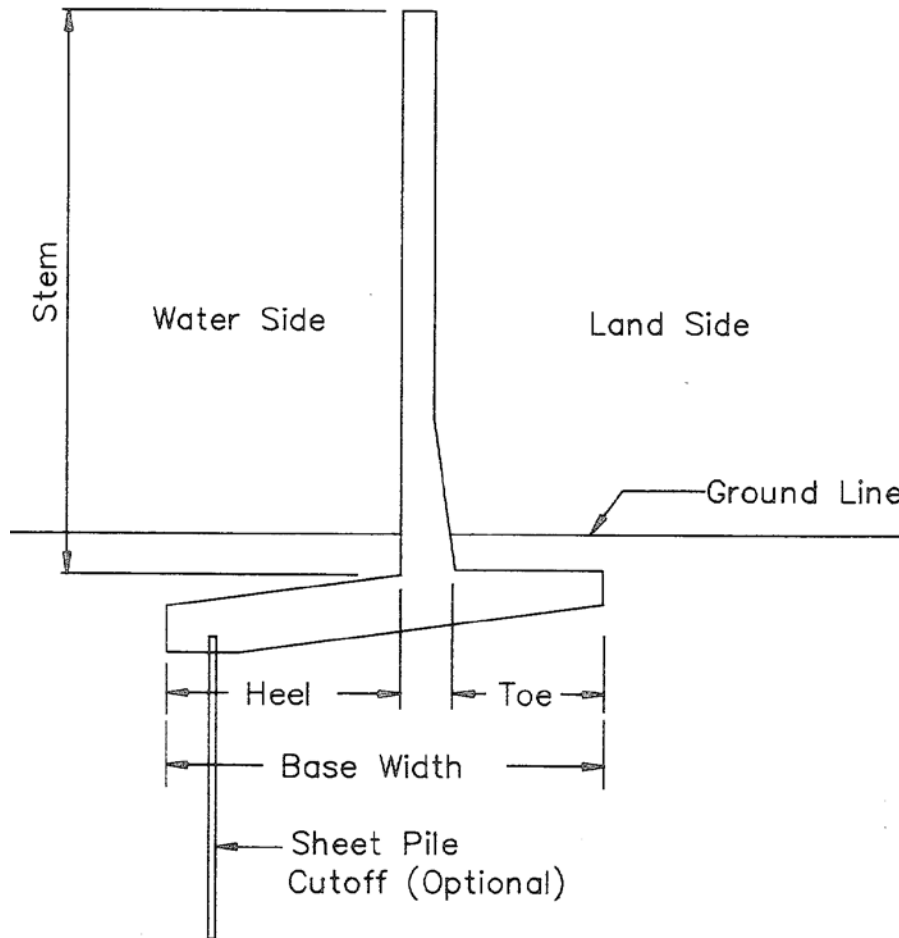 Stem
Water Side
Land Side
Ground Line
Heel
Toe
Base Width
Sheet Pile
Cutoff (Optional)